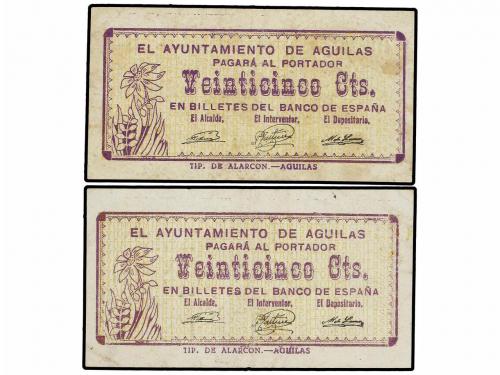 EL AYUNTAMIENTO DE AGUILAS
PAGARÁ AL PORTADOR
Veinticinco Cts.
EN BILLETES DEL BANCO DE ESPAÑA
El Alcalde, El Interventor, El Depositario,
TIP. DE ALARCON.—AGUILAS
EL AYUNTAMIENTO DE AGUILAS
PAGARÁ AL PORTADOR
Veinticinco Cts.
EN BILLETES DEL BANCO DE ESPAÑA
El Alcalde, El Interventor, El Depositario,
TIP. DE ALARCON.—AGUILAS